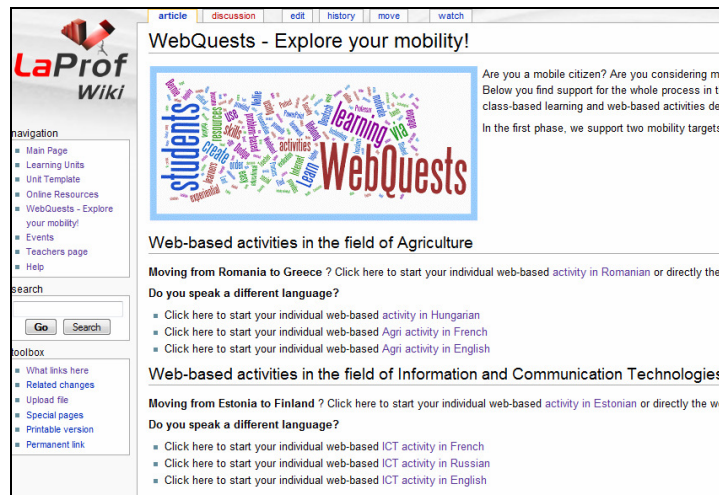 article discussion edit history move watch
LaProf
Wiki
WebQuests - Explore your mobility!
students
learning
WebQuests
activities
skills
create
use
via
Learn
experiential
Are you a mobile citizen? Are you considering m
Below you find support for the whole process in t
class-based learning and web-based activities de
In the first phase, we support two mobility targets
navigation
Main Page
Learning Units
Unit Template
Online Resources
WebQuests - Explore
your mobility!
Events
Teachers page
Help
search
Go Search
toolbox
What links here
Related changes
Upload file
Special pages
Printable version
Permanent link
Web-based activities in the field of Agriculture
Moving from Romania to Greece ? Click here to start your individual web-based activity in Romanian or directly the
Do you speak a different language?
Click here to start your individual web-based activity in Hungarian
Click here to start your individual web-based Agri activity in French
Click here to start your individual web-based Agri activity in English
Web-based activities in the field of Information and Communication Technologies
Moving from Estonia to Finland ? Click here to start your individual web-based activity in Estonian or directly the w
Do you speak a different language?
Click here to start your individual web-based ICT activity in French
Click here to start your individual web-based ICT activity in Russian
Click here to start your individual web-based ICT activity in English